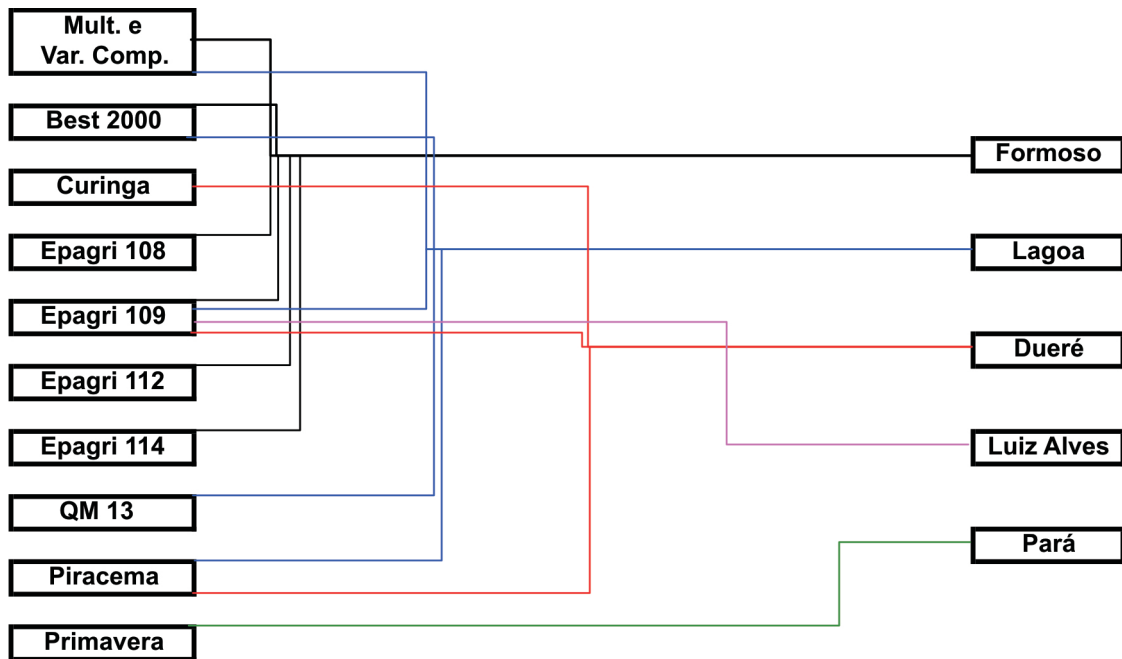 Mult. e
Var. Comp.
Best 2000
Curinga
Epagri 108
Epagri 109
Epagri 112
Epagri 114
QM 13
Piracema
Primavera
Formoso
Lagoa
Dueré
Luiz Alves
Pará